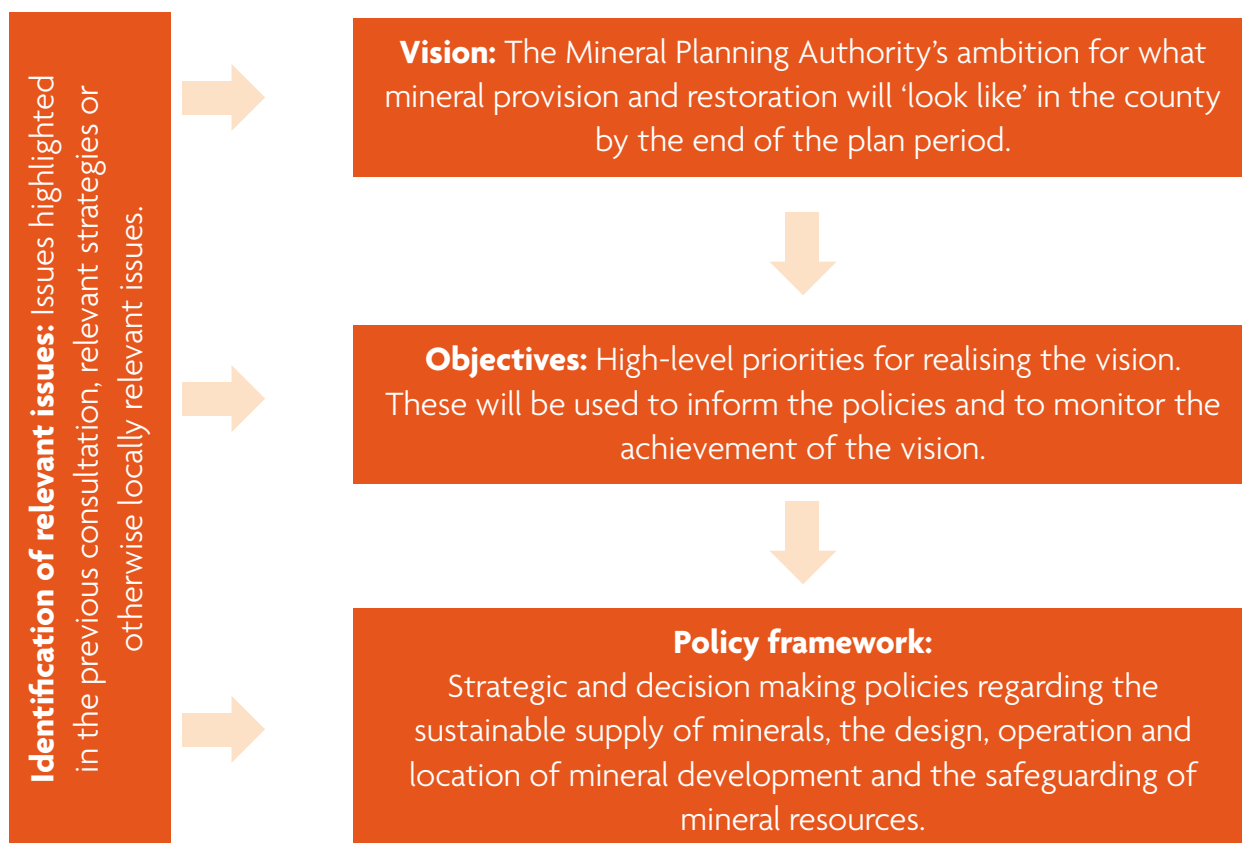 Identification of relevant issues: Issues highlighted
in the previous consultation, relevant strategies or
otherwise locally relevant issues.
Vision: The Mineral Planning Authority’s ambition for what
mineral provision and restoration will ‘look like’ in the county
by the end of the plan period.
Objectives: High-level priorities for realising the vision.
These will be used to inform the policies and to monitor the
achievement of the vision.
Policy framework:
Strategic and decision making policies regarding the
sustainable supply of minerals, the design, operation and
location of mineral development and the safeguarding of
mineral resources.